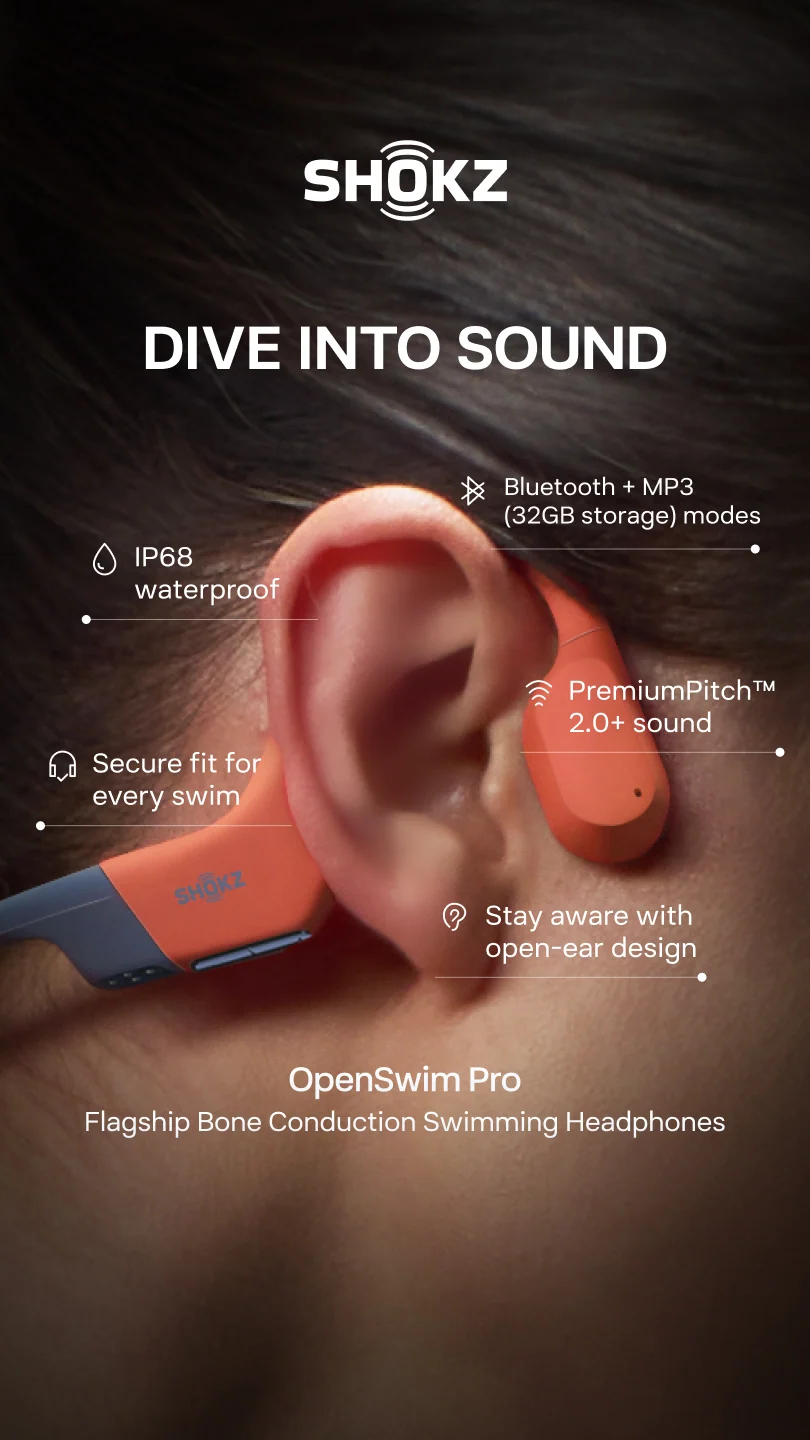 SHOKZ
DIVE INTO SOUND
Bluetooth + MP3
(32GB storage) modes
IP68
waterproof
PremiumPitch™
2.0+ sound
Secure fit for
every swim
SHOKZ
Stay aware with
open-ear design
OpenSwim Pro
Flagship Bone Conduction Swimming Headphones